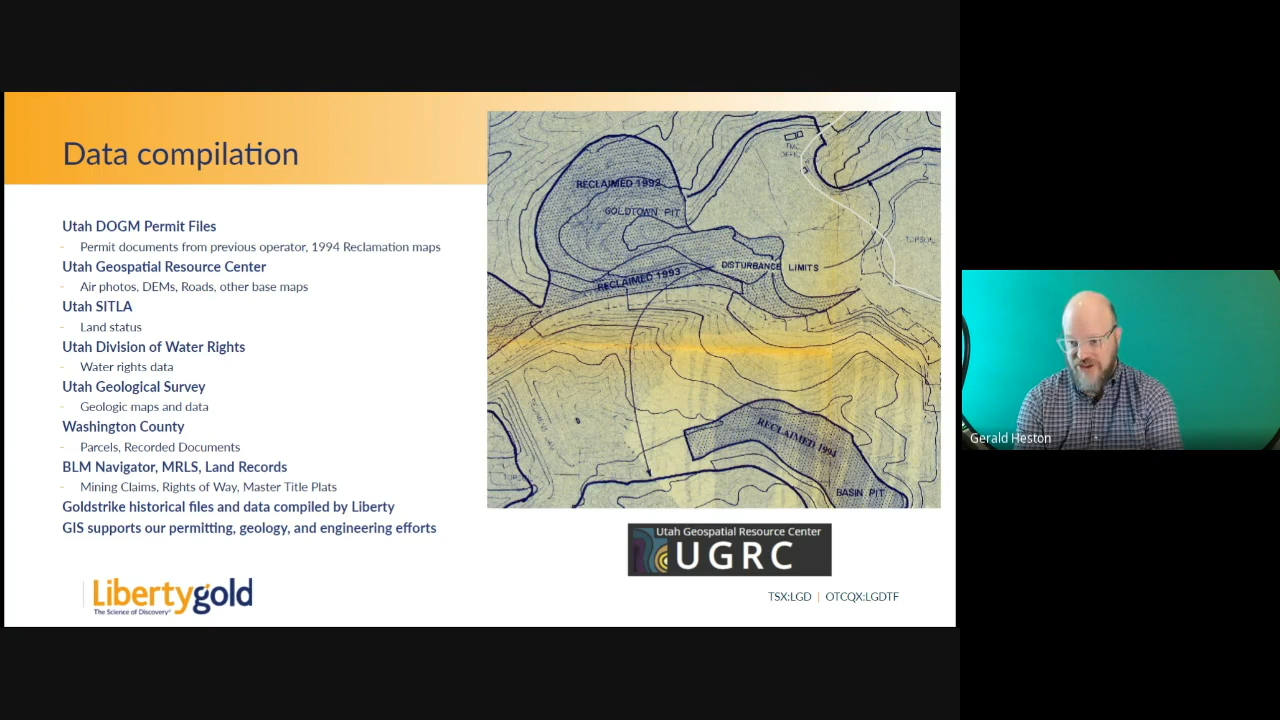 Data compilation
Utah DOGM Permit Files
- Permit documents from previous operator, 1994 Reclamation maps
Utah Geospatial Resource Center
- Air photos, DEMs, Roads, other base maps
Utah SITLA
- Land status
Utah Division of Water Rights
- Water rights data
Utah Geological Survey
- Geologic maps and data
Washington County
- Parcels, Recorded Documents
BLM Navigator, MRLS, Land Records
- Mining Claims, Rights of Way, Master Title Plats
Goldstrike historical files and data compiled by Liberty
GIS supports our permitting, geology, and engineering efforts
RECLAIMED 1992
GOLDTOWN PIT
DISTURBANCE LIMITS
RECLAIMED 1993
RECLAIMED 1994
BASIN PIT
Utah Geospatial Resource Center
UGRC
Libertygold
The Science of Discovery
TSX:LGD | OTCQX:LGDTF
Gerald Heston